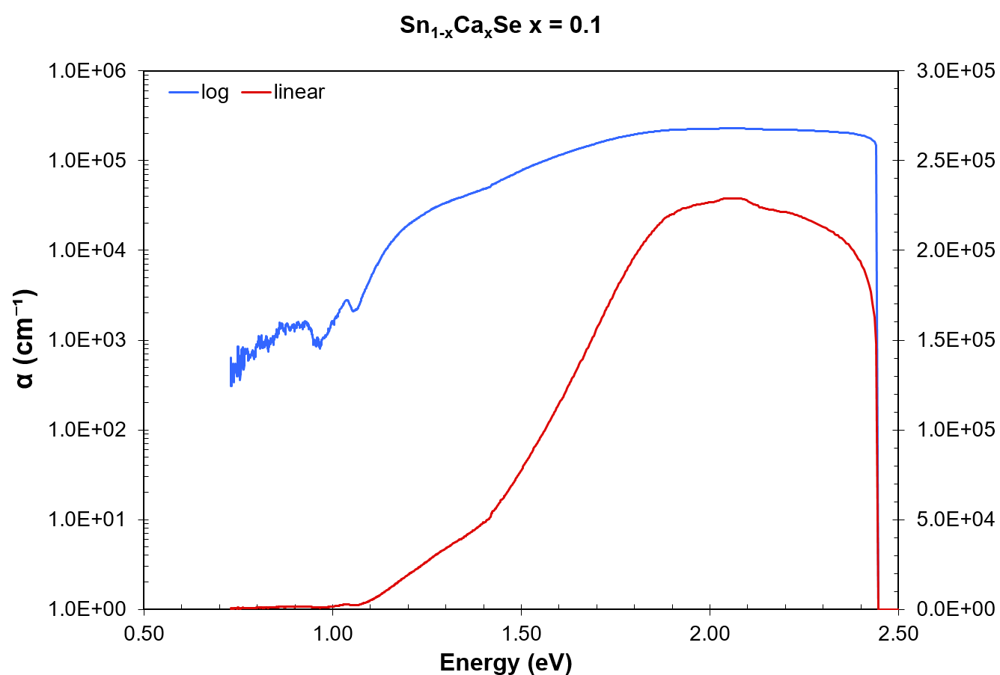 Sn₁₋ₓCaₓSe x = 0.1
1.0E+06
3.0E+05
log
linear
1.0E+05
2.5E+05
1.0E+04
2.0E+05
α (cm⁻¹)
1.0E+03
1.5E+05
1.0E+02
1.0E+05
1.0E+01
5.0E+04
1.0E+00
0.0E+00
0.50
1.00
1.50
2.00
2.50
Energy (eV)